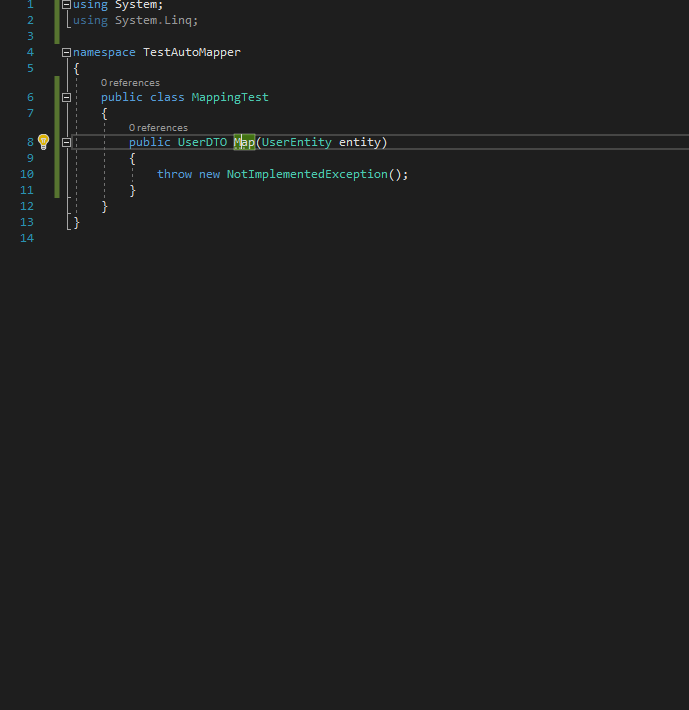 1 using System;
2 using System.Linq;
3
4 namespace TestAutoMapper
5 {
0 references
6 public class MappingTest
7 {
0 references
8 public UserDTO Map(UserEntity entity)
9 {
10 throw new NotImplementedException();
11 }
12 }
13 }
14